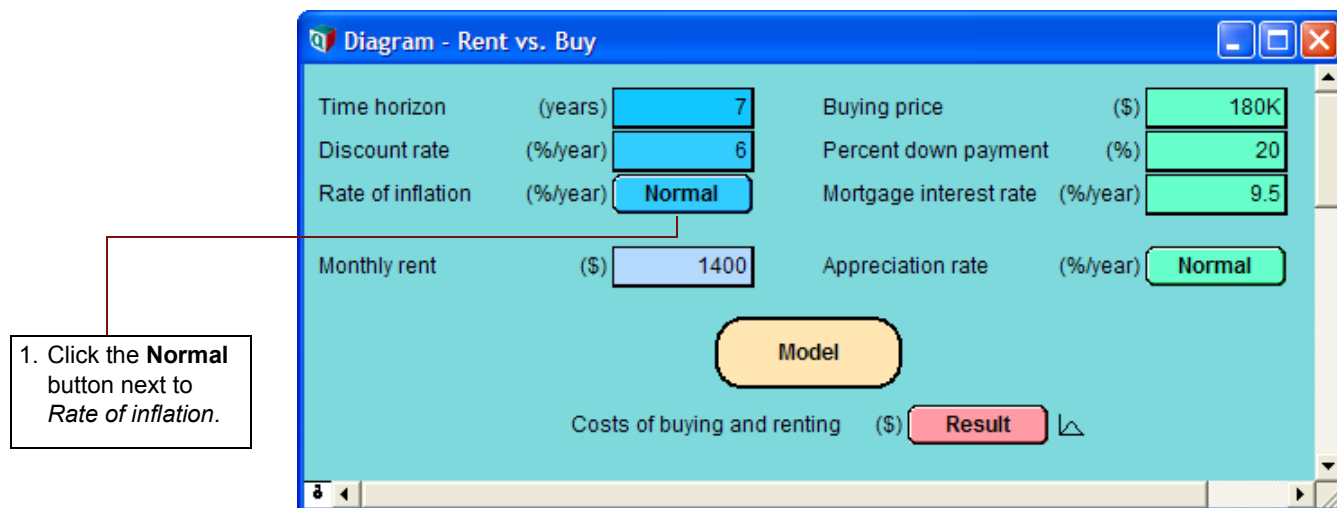 Diagram - Rent vs. Buy
Time horizon (years) 7 Buying price ($) 180K
Discount rate (%/year) 6 Percent down payment (%) 20
Rate of inflation (%/year) Normal Mortgage interest rate (%/year) 9.5
Monthly rent ($) 1400 Appreciation rate (%/year) Normal
1. Click the Normal
button next to
Rate of inflation.
Model
Costs of buying and renting ($) Result